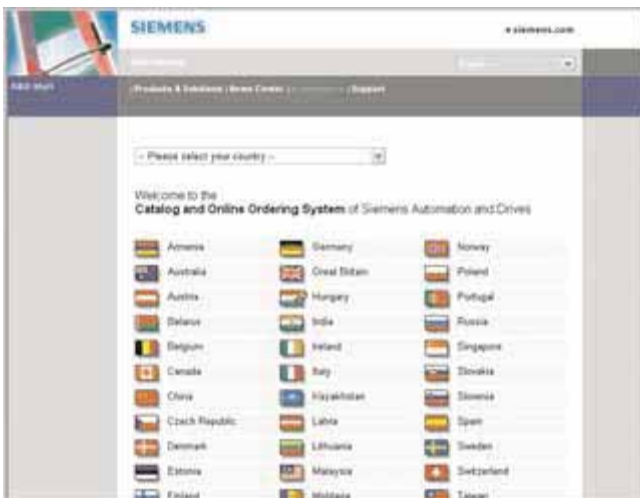 SIEMENS
e-siemens.com
A&D Mall
Products & Solutions News Center Support
-- Please select your country --
Welcome to the
Catalog and Online Ordering System of Siemens Automation and Drives
Armenia Germany Norway
Australia Great Britain Poland
Austria Hungary Portugal
Belarus India Russia
Belgium Ireland Singapore
Canada Italy Slovakia
China Kazakhstan Slovenia
Czech Republic Latvia Spain
Denmark Lithuania Sweden
Estonia Malaysia Switzerland
Finland Moldavia Taiwan